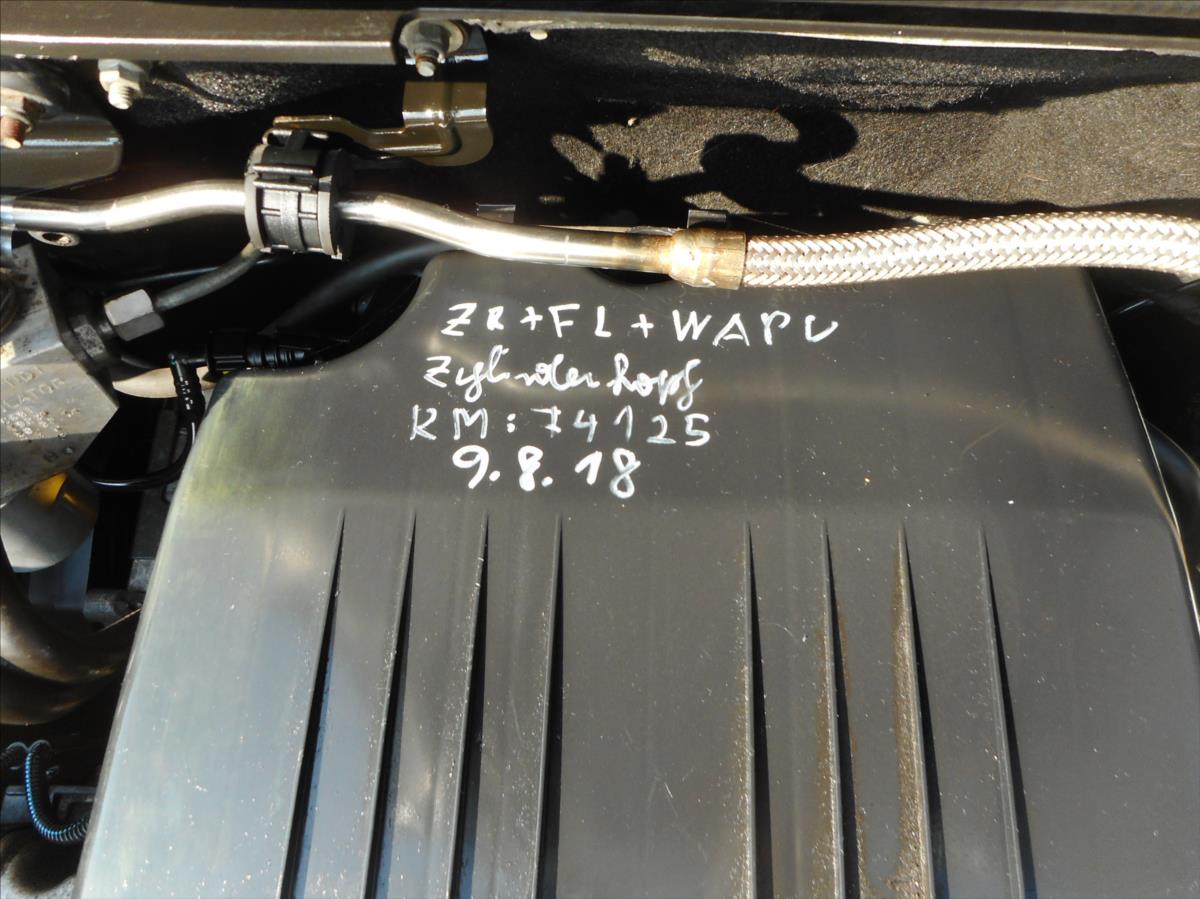 ZR+FL+WAPU
Zylinderkopf
KM: 74125
9.8.18